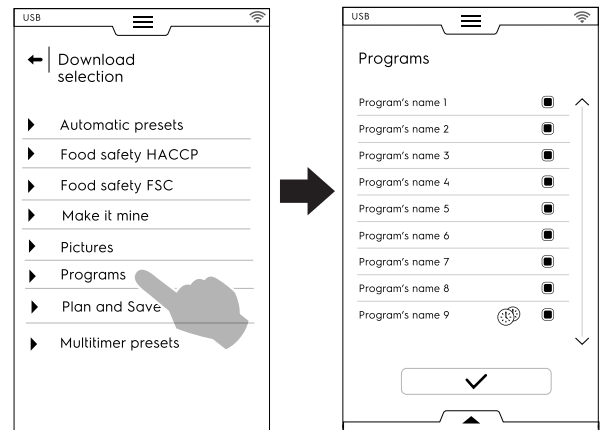 USB
Download
selection
Automatic presets
Food safety HACCP
Food safety FSC
Make it mine
Pictures
Programs
Plan and Save
Multitimer presets
USB
Programs
Program's name 1
Program's name 2
Program's name 3
Program's name 4
Program's name 5
Program's name 6
Program's name 7
Program's name 8
Program's name 9